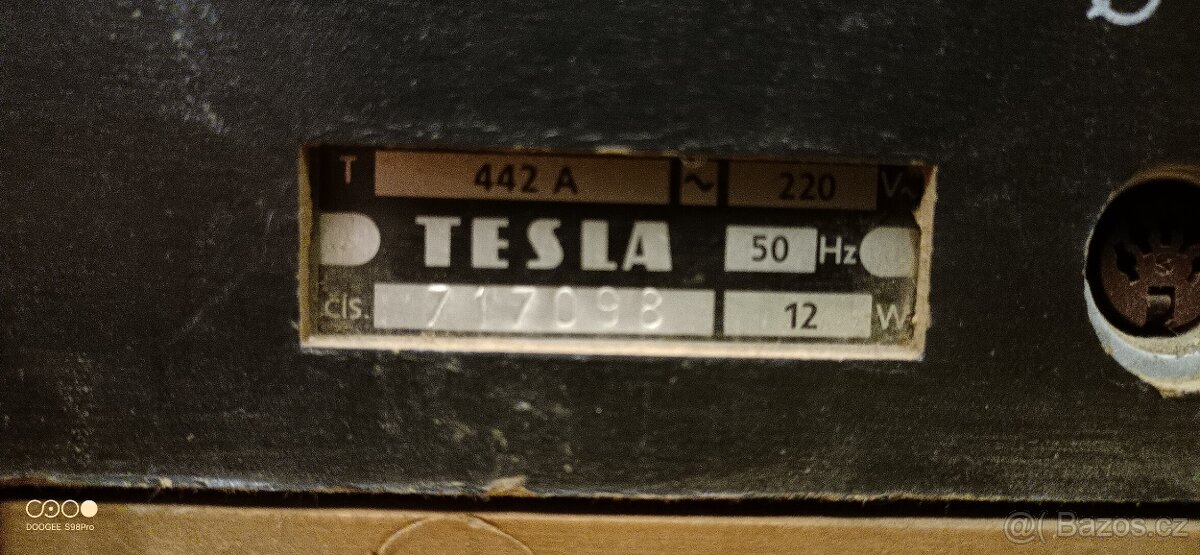 T 442 A ~ 220 V~
TESLA 50 Hz
čís. 717098 12 W
DOOGEE S98Pro
@( Bazos.cz